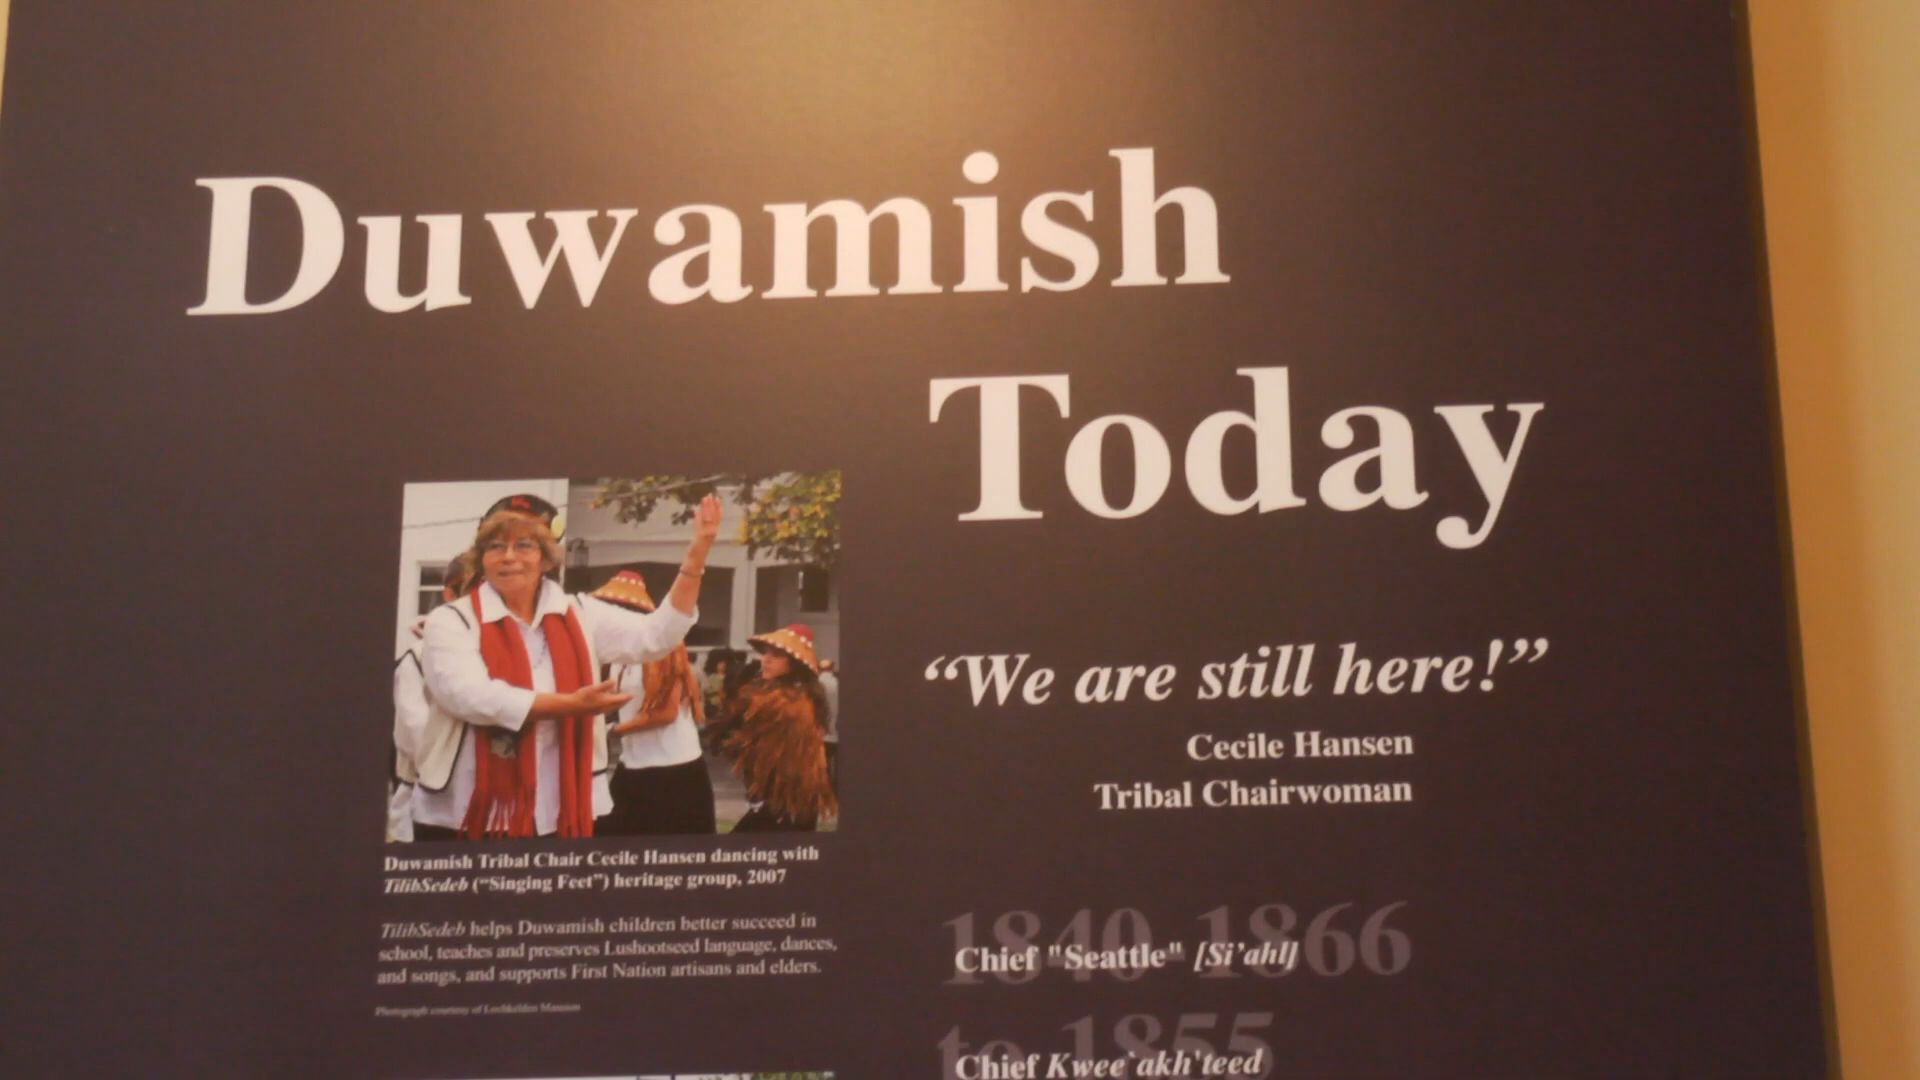 Duwamish
Today
"We are still here!"
Cecile Hansen
Tribal Chairwoman
Duwamish Tribal Chair Cecile Hansen dancing with
TilibSedeb ("Singing Feet") heritage group, 2007
TilibSedeb helps Duwamish children better succeed in
school, teaches and preserves Lushootseed language, dances,
and songs, and supports First Nation artisans and elders.
Photograph courtesy of
1840-1866
Chief "Seattle" [Si'ahl]
to 1855
Chief Kwee`akh'teed